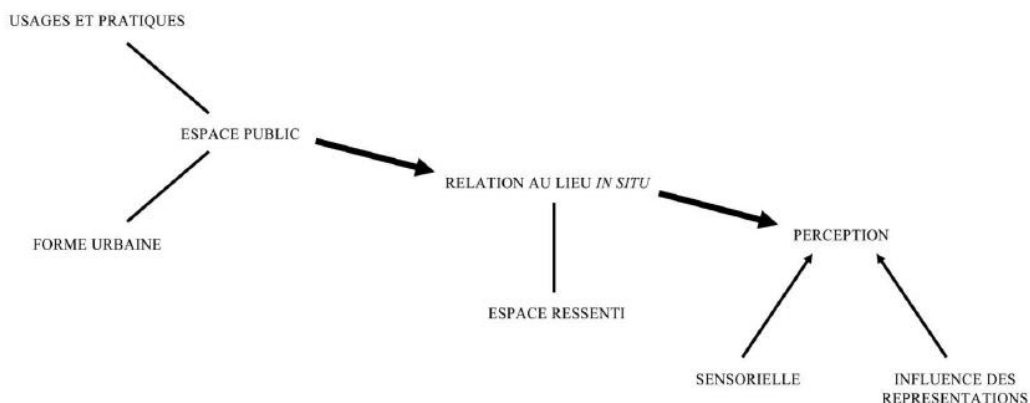 USAGES ET PRATIQUES
ESPACE PUBLIC
RELATION AU LIEU IN SITU
FORME URBAINE
PERCEPTION
ESPACE RESSENTI
SENSORIELLE
INFLUENCE DES
REPRESENTATIONS